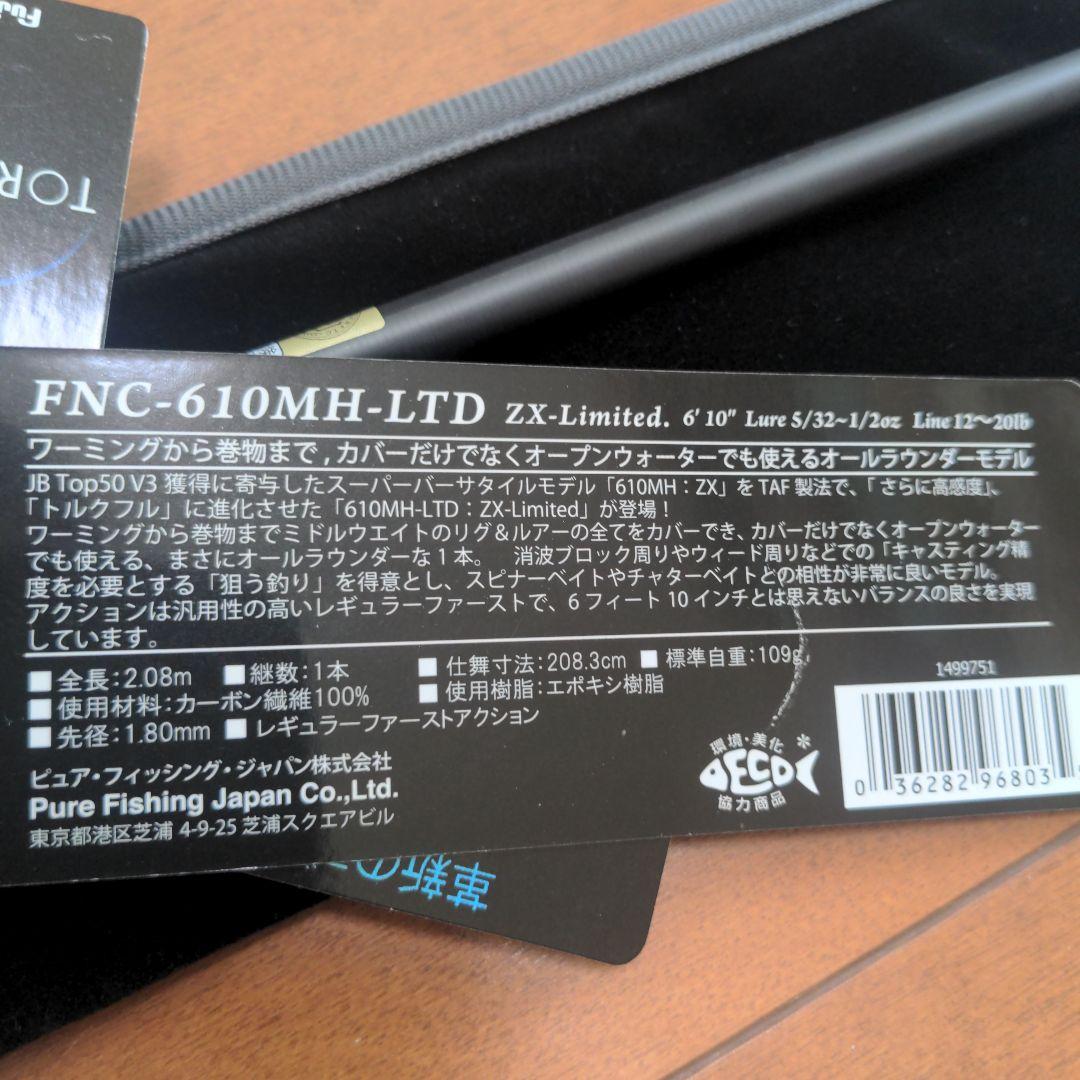 Fuj
TOR
FNC-610MH-LTD ZX-Limited. 6' 10" Lure 5/32~1/2oz Line 12~20lb
ワーミングから巻物まで,カバーだけでなくオープンウォーターでも使えるオールラウンダーモデル
JB Top50 V3 獲得に寄与したスーパーバーサタイルモデル「610MH:ZX」をTAF製法で、「さらに高感度」、
「トルクフル」に進化させた「610MH-LTD:ZX-Limited」が登場!
ワーミングから巻物までミドルウエイトのリグ&ルアーの全てをカバーでき、カバーだけでなくオープンウォーター
でも使える、まさにオールラウンダーな1本。 消波ブロック周りやウィード周りなどでの「キャスティング精
度を必要とする「狙う釣り」を得意とし、スピナーベイトやチャターベイトとの相性が非常に良いモデル。
アクションは汎用性の高いレギュラーファーストで、6フィート10インチとは思えないバランスの良さを実現
しています。
■全長:2.08m ■継数:1本 ■仕舞寸法:208.3cm ■標準自重:109g
■使用材料:カーボン繊維100% ■使用樹脂:エポキシ樹脂
■先径:1.80mm ■レギュラーファーストアクション
ピュア・フィッシング・ジャパン株式会社
Pure Fishing Japan Co.,Ltd.
東京都港区芝浦 4-9-25 芝浦スクエアビル
環境・美化
ECO
協力商品
1499751
0 36282 96803
革新の